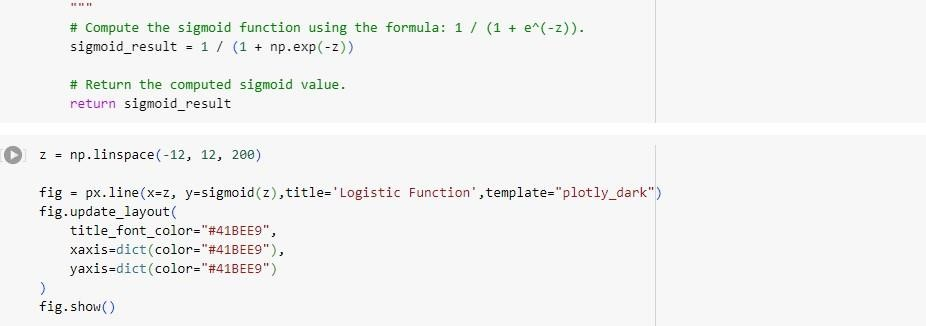 """
# Compute the sigmoid function using the formula: 1 / (1 + e^(-z)).
sigmoid_result = 1 / (1 + np.exp(-z))
# Return the computed sigmoid value.
return sigmoid_result
z = np.linspace(-12, 12, 200)
fig = px.line(x=z, y=sigmoid(z),title='Logistic Function',template="plotly_dark")
fig.update_layout(
    title_font_color="#41BEE9",
    xaxis=dict(color="#41BEE9"),
    yaxis=dict(color="#41BEE9")
)
fig.show()